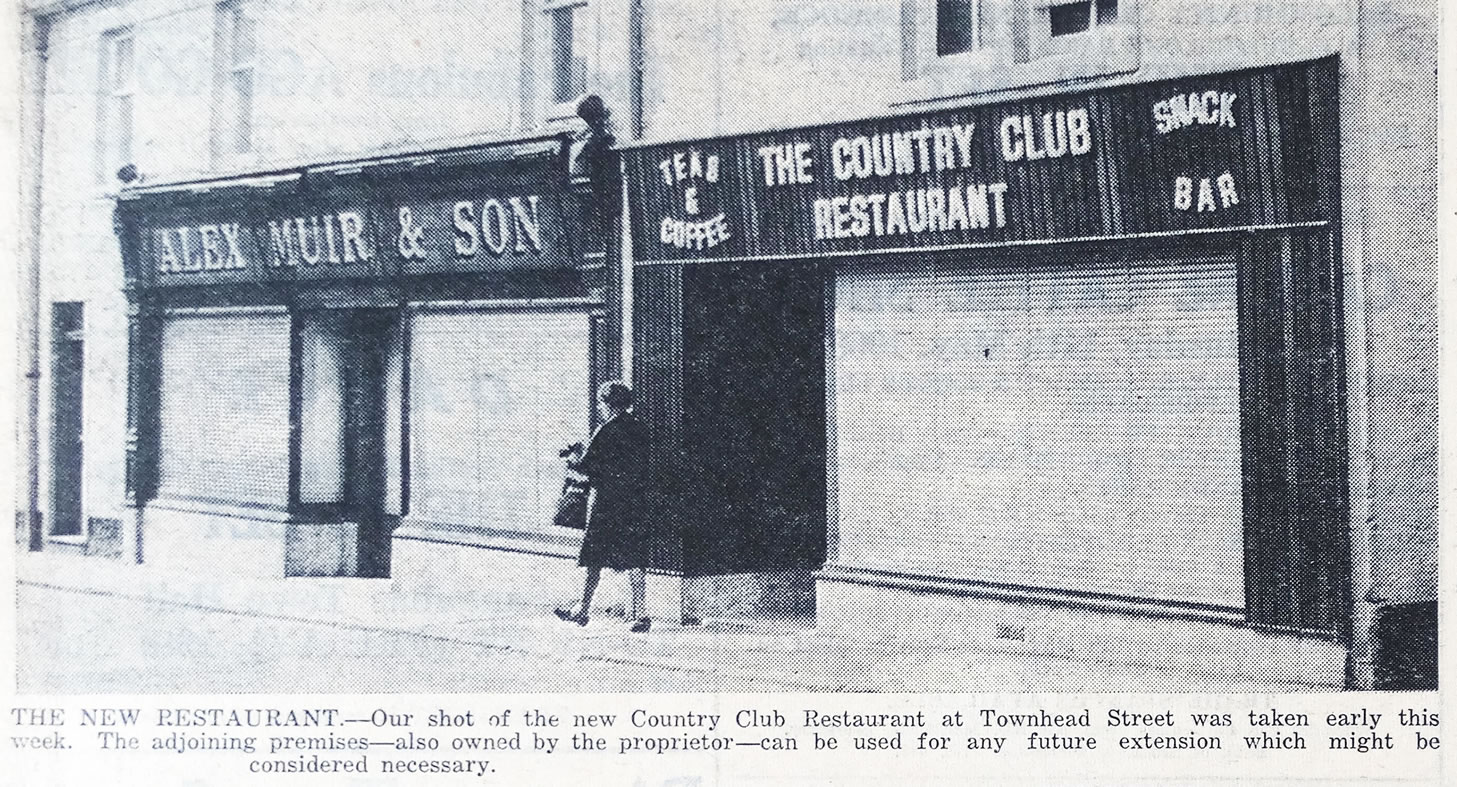 ALEX MUIR & SON
TEAS
&
COFFEE
THE COUNTRY CLUB
RESTAURANT
SNACK
BAR
THE NEW RESTAURANT.—Our shot of the new Country Club Restaurant at Townhead Street was taken early this
week. The adjoining premises—also owned by the proprietor—can be used for any future extension which might be
considered necessary.